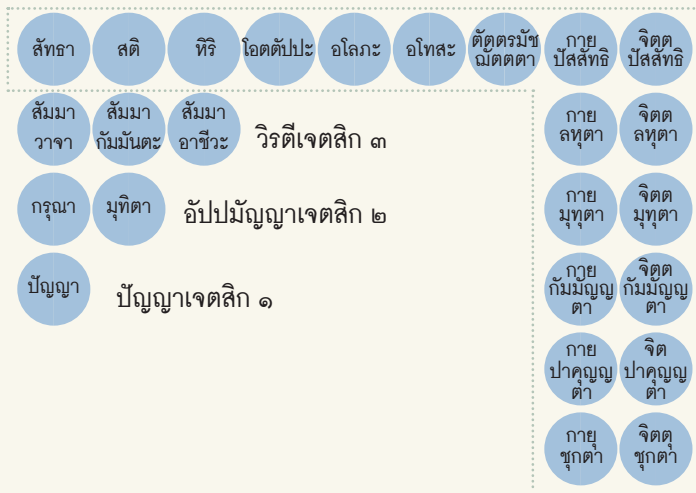 สัทธา
สติ
หิริ
โอตตัปปะ
อโลภะ
อโทสะ
ตัตตรมัช
ฌัตตตา
กาย
ปัสสัทธิ
จิตต
ปัสสัทธิ
สัมมา
วาจา
สัมมา
กัมมันตะ
สัมมา
อาชีวะ
วิรตีเจตสิก ๓
กาย
ลหุตา
จิตต
ลหุตา
กรุณา
มุทิตา
อัปปมัญญาเจตสิก ๒
กาย
มุทุตา
จิตต
มุทุตา
ปัญญา
ปัญญาเจตสิก ๑
กาย
กัมมัญญ
ตา
จิตต
กัมมัญญ
ตา
กาย
ปาคุญญ
ตา
จิต
ปาคุญญ
ตา
กายุ
ชุกตา
จิตตุ
ชุกตา